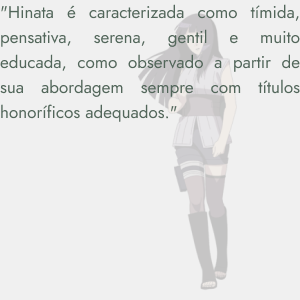 "Hinata é caracterizada como tímida,
pensativa, serena, gentil e muito
educada, como observado a partir de
sua abordagem sempre com títulos
honoríficos adequados."